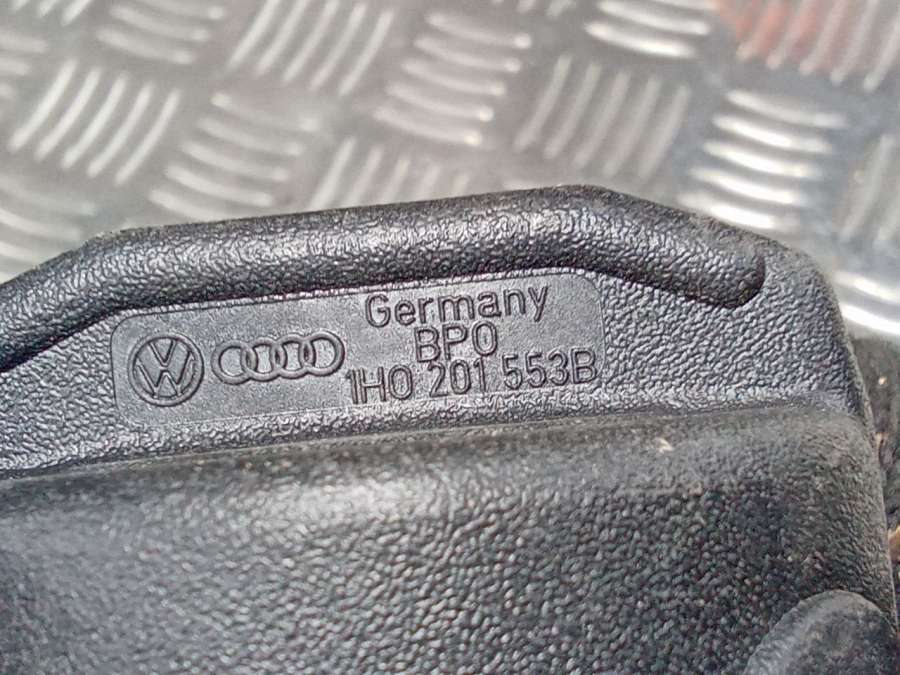 Germany
BPO
1H0 201 553B